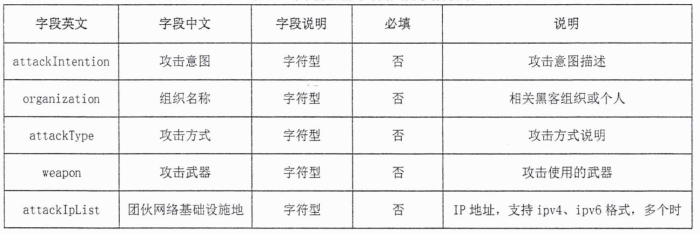 字段英文 字段中文 字段说明 必填 说明
attackIntention 攻击意图 字符型 否 攻击意图描述
organization 组织名称 字符型 否 相关黑客组织或个人
attackType 攻击方式 字符型 否 攻击方式说明
weapon 攻击武器 字符型 否 攻击使用的武器
attackIpList 团伙网络基础设施地 字符型 否 IP 地址，支持 ipv4、ipv6 格式，多个时